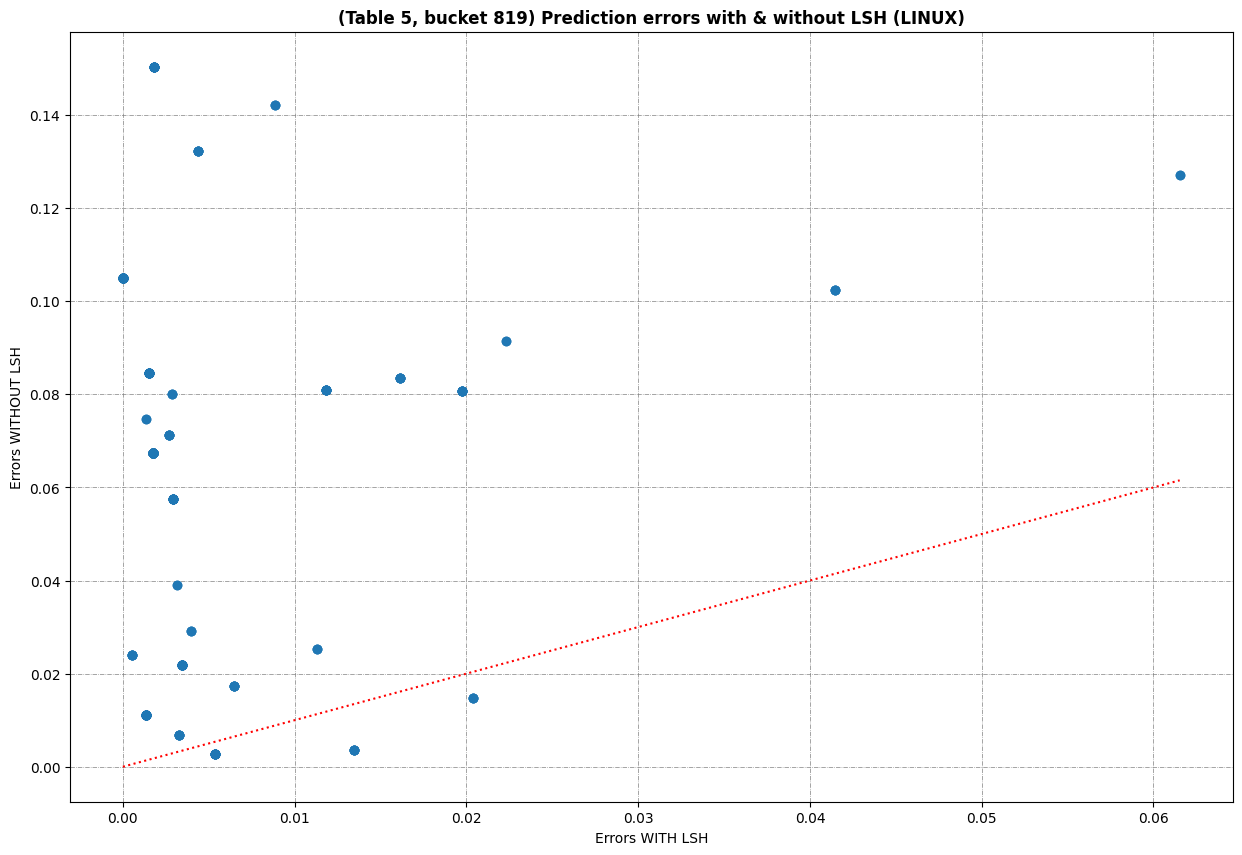 (Table 5, bucket 819) Prediction errors with & without LSH (LINUX)
Errors WITHOUT LSH
0.14
0.12
0.10
0.08
0.06
0.04
0.02
0.00
0.00 0.01 0.02 0.03 0.04 0.05 0.06
Errors WITH LSH